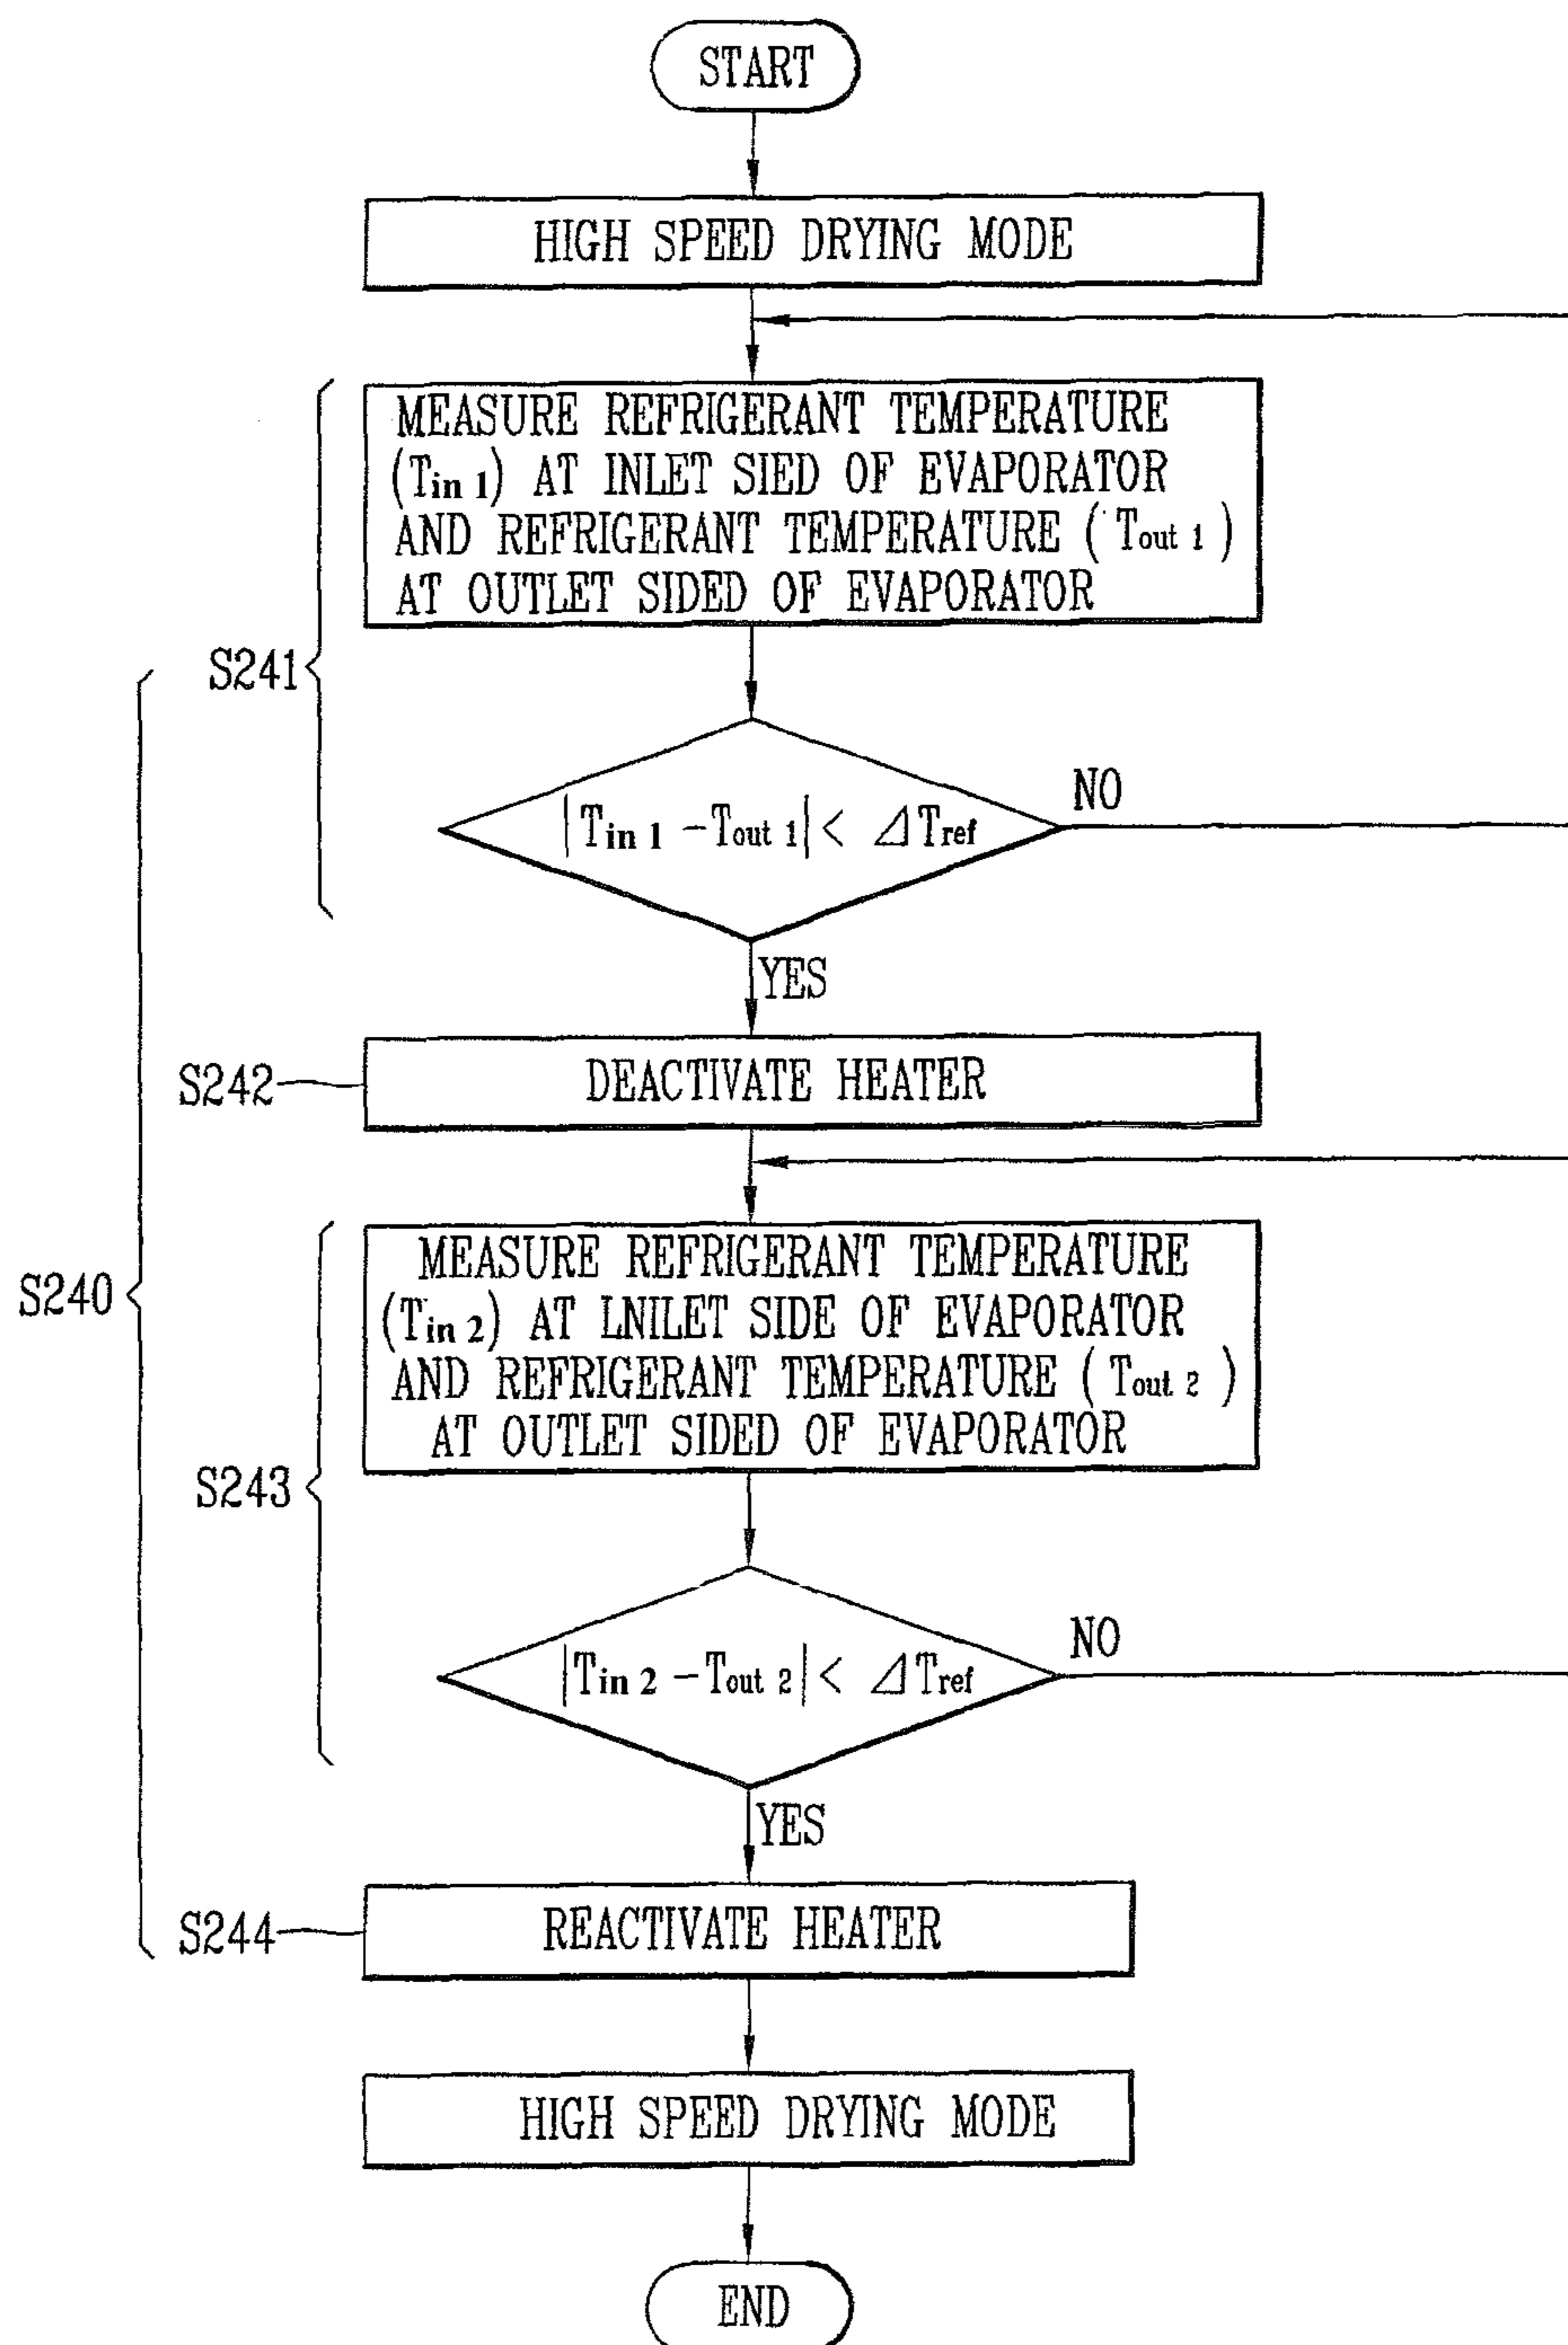 START
HIGH SPEED DRYING MODE
MEASURE REFRIGERANT TEMPERATURE
(Tin 1) AT INLET SIED OF EVAPORATOR
AND REFRIGERANT TEMPERATURE (Tout 1)
AT OUTLET SIDED OF EVAPORATOR
S241
|Tin 1 -Tout 1|< ⊿Tref
NO
YES
S242
DEACTIVATE HEATER
S240
MEASURE REFRIGERANT TEMPERATURE
(Tin 2) AT LNILET SIDE OF EVAPORATOR
AND REFRIGERANT TEMPERATURE (Tout 2)
AT OUTLET SIDED OF EVAPORATOR
S243
|Tin 2 -Tout 2|< ⊿Tref
NO
YES
S244
REACTIVATE HEATER
HIGH SPEED DRYING MODE
END